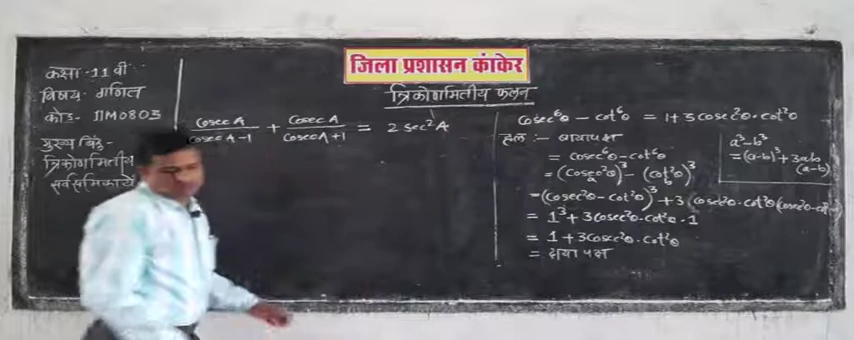 जिला प्रशासन कांकेर
त्रिकोणमितीय फलन
कक्षा - 11 वीं
विषय - गणित
कोड - 11M0803
मुख्य बिंदु -
त्रिकोणमितीय
सर्वसमिकायें
cosec A / cosec A - 1 + cosec A / cosec A + 1 = 2 sec²A
cosec⁶θ - cot⁶θ = 1 + 3 cosec²θ · cot²θ
हल :- बायापक्ष
= cosec⁶θ - cot⁶θ
= (cosec²θ)³ - (cot²θ)³
a b
= (cosec²θ - cot²θ)³ + 3 (cosec²θ · cot²θ (cosec²θ - cot²θ)
= 1³ + 3cosec²θ · cot²θ · 1
= 1 + 3cosec²θ · cot²θ
= दायापक्ष
a³ - b³
= (a-b)³ + 3ab
(a-b)